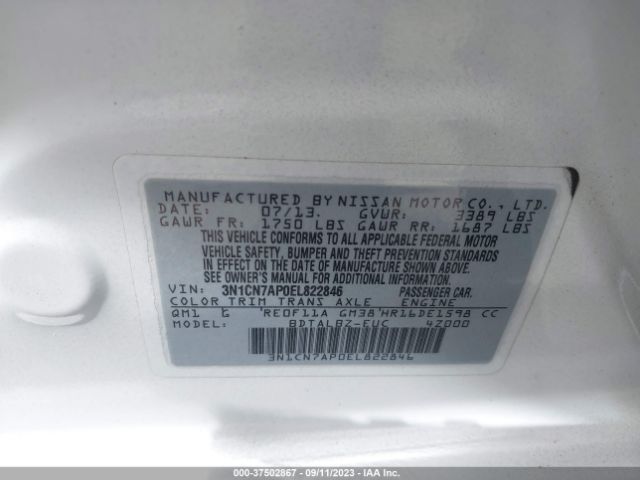 MANUFACTURED BY NISSAN MOTOR CO., LTD.
DATE: 07/13. GVWR: 3389 LBS
GAWR FR: 1750 LBS GAWR RR: 1687 LBS
THIS VEHICLE CONFORMS TO ALL APPLICABLE FEDERAL MOTOR
VEHICLE SAFETY, BUMPER AND THEFT PREVENTION STANDARDS
IN EFFECT ON THE DATE OF MANUFACTURE SHOWN ABOVE.
SEE OWNER'S MANUAL FOR ADDITIONAL INFORMATION.
VIN: 3N1CN7AP0EL822846 PASSENGER CAR.
COLOR TRIM TRANS AXLE ENGINE
QM1 G RE0F11A GM38 HR16DE1598 CC
MODEL: BDTALBZ-EUC 4Z000
3N1CN7AP0EL822846
000-37502867 - 09/11/2023 - IAA Inc.